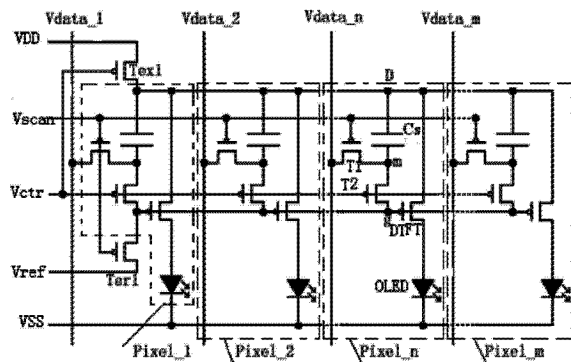 Vdata_1 Vdata_2 Vdata_n Vdata_m
VDD
Tex1
D
Vscan
Cs
T1 m
Vctr
T2
g
DTFT
Vref
Ter1
OLED
VSS
Pixel_1 Pixel_2 Pixel_n Pixel_m